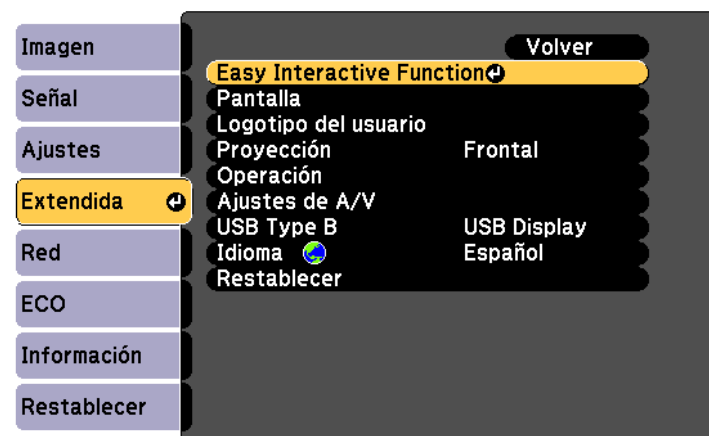 Imagen
Señal
Ajustes
Extendida
Red
ECO
Información
Restablecer
Volver
Easy Interactive Function
Pantalla
Logotipo del usuario
Proyección Frontal
Operación
Ajustes de A/V
USB Type B USB Display
Idioma Español
Restablecer